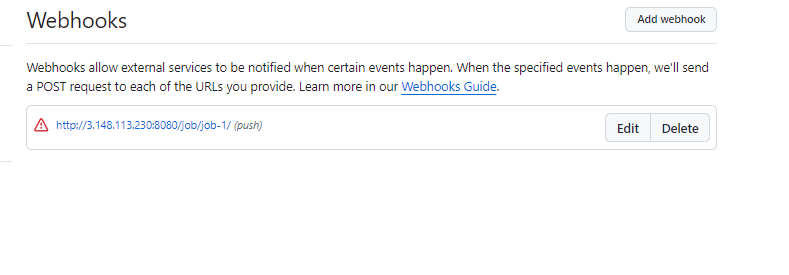 Webhooks
Add webhook
Webhooks allow external services to be notified when certain events happen. When the specified events happen, we'll send
a POST request to each of the URLs you provide. Learn more in our Webhooks Guide.
http://3.148.113.230:8080/job/job-1/ (push)
Edit
Delete